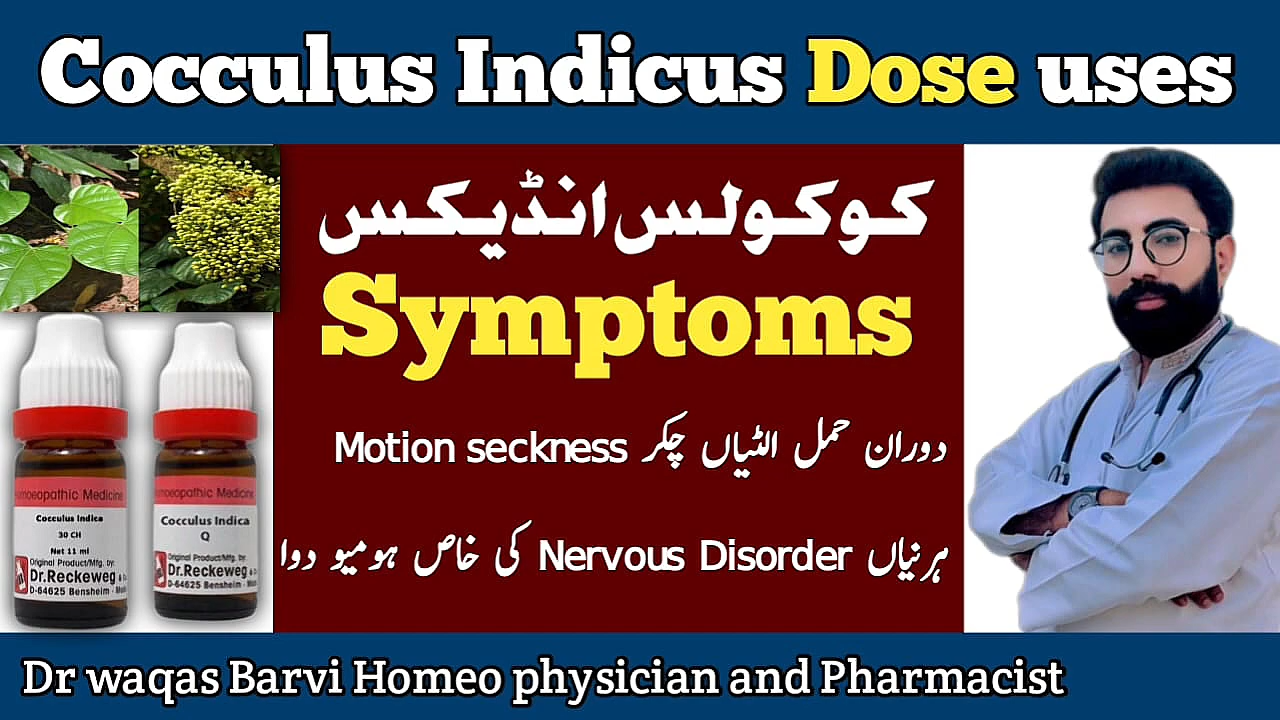 Cocculus Indicus Dose uses
کوکولس انڈیکس
Symptoms
دوران حمل الٹیاں چکر Motion seckness
ہرنیاں Nervous Disorder کی خاص ہومیو دوا
Homoeopathic Medicine
Cocculus Indica
30 CH
Net 11 ml
Original Product/Mfg. by:
Dr.Reckeweg
D-64625 Bensheim
Homoeopathic Medicine
Cocculus Indica
Q
Original Product/Mfg. by:
Dr.Reckeweg
D-64625 Bensheim
Dr waqas Barvi Homeo physician and Pharmacist